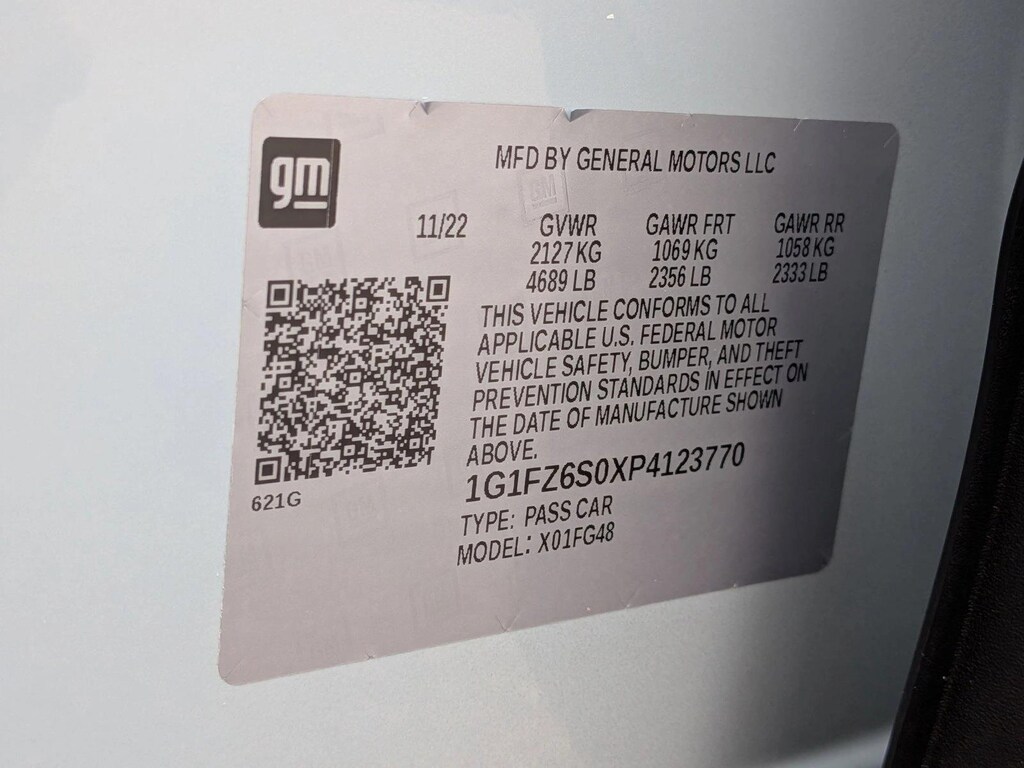 gm
MFD BY GENERAL MOTORS LLC
11/22 GVWR GAWR FRT GAWR RR
2127 KG 1069 KG 1058 KG
4689 LB 2356 LB 2333 LB
THIS VEHICLE CONFORMS TO ALL
APPLICABLE U.S. FEDERAL MOTOR
VEHICLE SAFETY, BUMPER, AND THEFT
PREVENTION STANDARDS IN EFFECT ON
THE DATE OF MANUFACTURE SHOWN
ABOVE.
1G1FZ6S0XP4123770
621G
TYPE: PASS CAR
MODEL: X01FG48